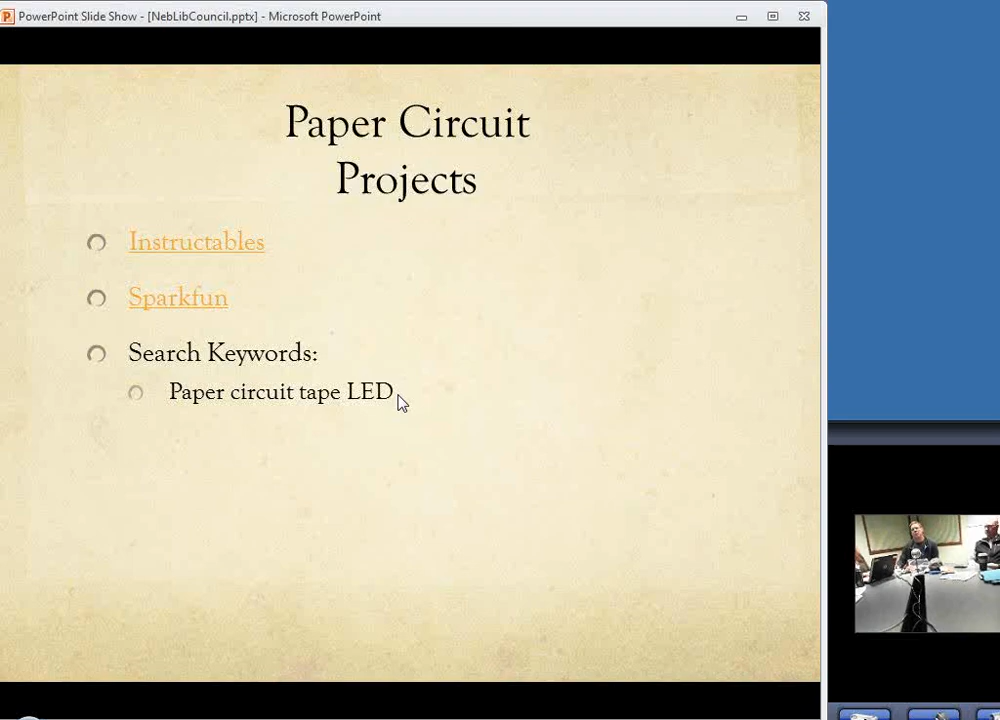 PowerPoint Slide Show - [NebLibCouncil.pptx] - Microsoft PowerPoint
Paper Circuit
Projects
Instructables
Sparkfun
Search Keywords:
Paper circuit tape LED